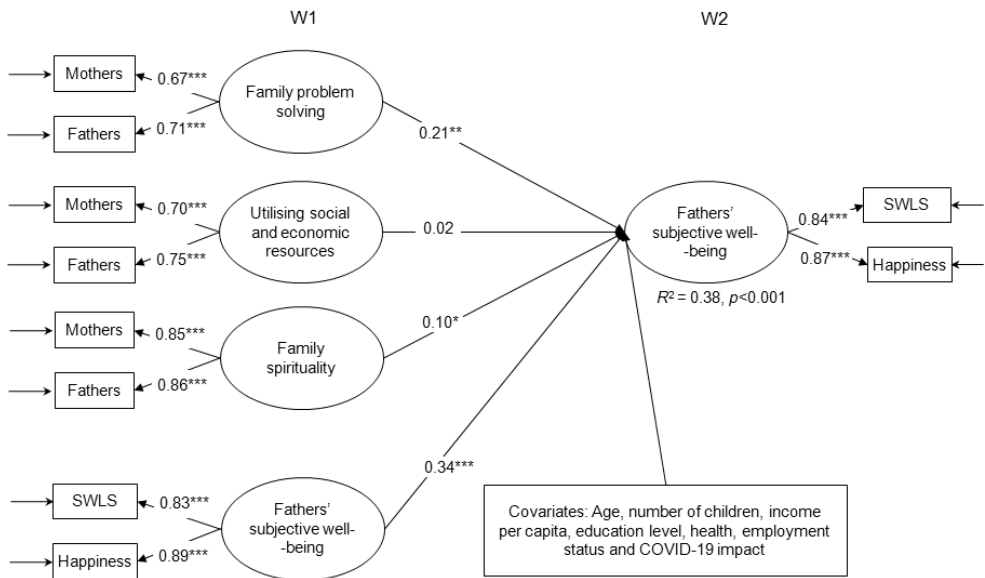 W1
W2
Mothers
0.67***
Family problem
solving
Fathers
0.71***
0.21**
Mothers
0.70***
Utilising social
and economic
resources
Fathers
0.75***
0.02
Mothers
0.85***
Family
spirituality
Fathers
0.86***
0.10*
SWLS
0.83***
Fathers'
subjective well-
-being
Happiness
0.89***
0.34***
Fathers'
subjective well-
-being
0.84***
SWLS
0.87***
Happiness
R² = 0.38, p<0.001
Covariates: Age, number of children, income
per capita, education level, health, employment
status and COVID-19 impact